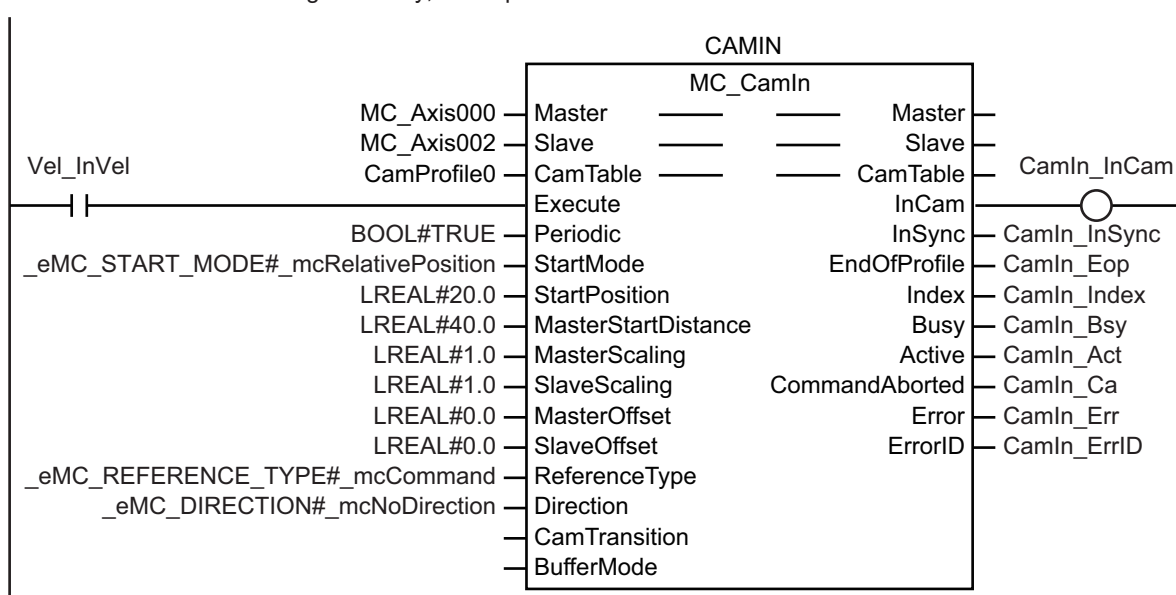 CAMIN
MC_CamIn
MC_Axis000 Master Master
MC_Axis002 Slave Slave
Vel_InVel CamProfile0 CamTable CamTable CamIn_InCam
Execute InCam
BOOL#TRUE Periodic InSync CamIn_InSync
_eMC_START_MODE#_mcRelativePosition StartMode EndOfProfile CamIn_Eop
LREAL#20.0 StartPosition Index CamIn_Index
LREAL#40.0 MasterStartDistance Busy CamIn_Bsy
LREAL#1.0 MasterScaling Active CamIn_Act
LREAL#1.0 SlaveScaling CommandAborted CamIn_Ca
LREAL#0.0 MasterOffset Error CamIn_Err
LREAL#0.0 SlaveOffset ErrorID CamIn_ErrID
_eMC_REFERENCE_TYPE#_mcCommand ReferenceType
_eMC_DIRECTION#_mcNoDirection Direction
CamTransition
BufferMode